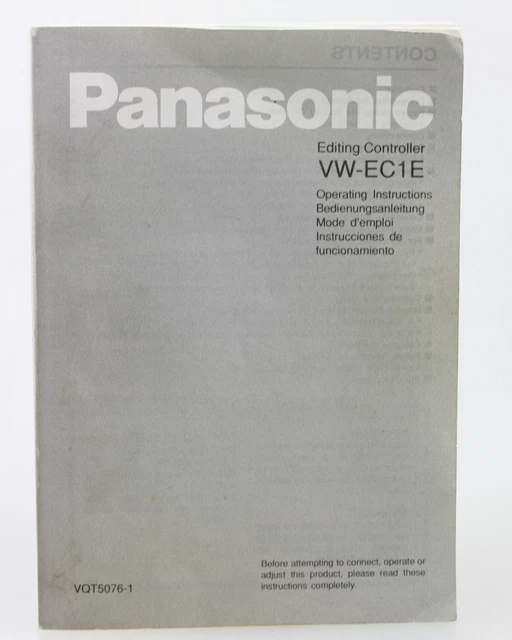 CONTENTS
Panasonic
Editing Controller
VW-EC1E
Operating Instructions
Bedienungsanleitung
Mode d'emploi
Instrucciones de
funcionamiento
Before attempting to connect, operate or
adjust this product, please read these
instructions completely.
VQT5076-1